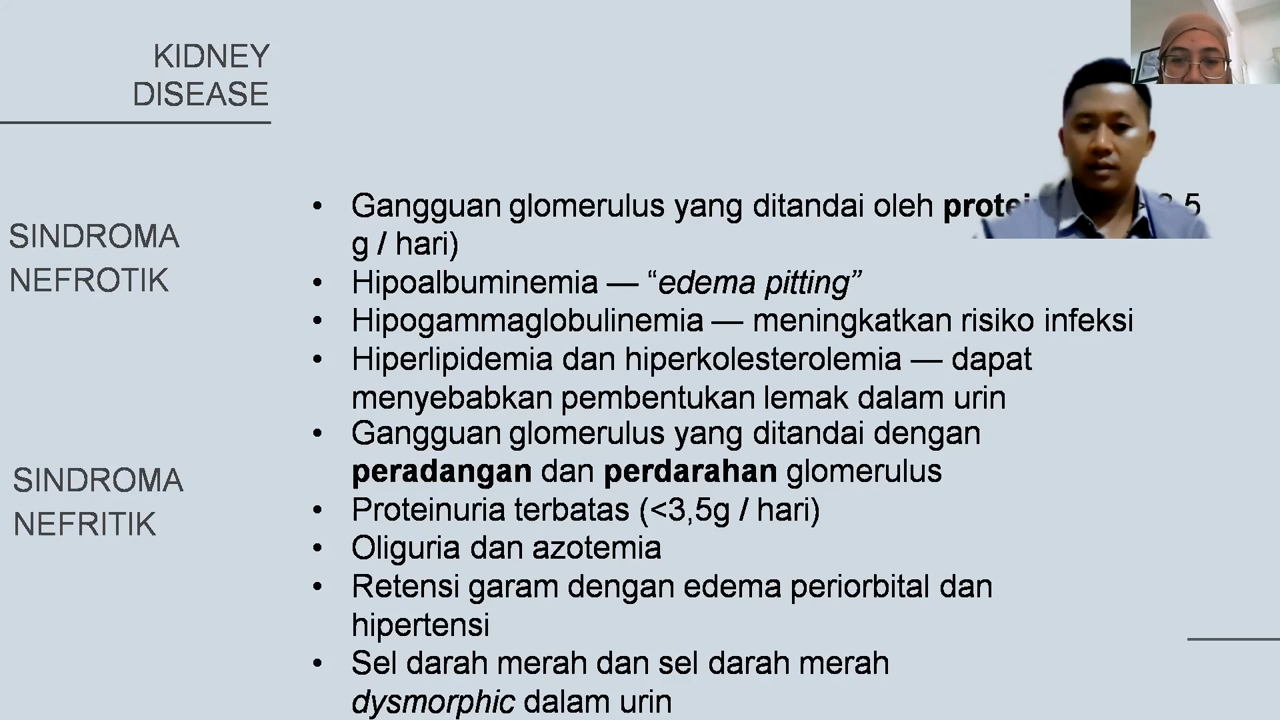 KIDNEY
DISEASE
SINDROMA
NEFROTIK
• Gangguan glomerulus yang ditandai oleh 3,5
g / hari)
• Hipoalbuminemia — “edema pitting”
• Hipogammaglobulinemia — meningkatkan risiko infeksi
• Hiperlipidemia dan hiperkolesterolemia — dapat
menyebabkan pembentukan lemak dalam urin
SINDROMA
NEFRITIK
• Gangguan glomerulus yang ditandai dengan
peradangan dan perdarahan glomerulus
• Proteinuria terbatas (<3,5g / hari)
• Oliguria dan azotemia
• Retensi garam dengan edema periorbital dan
hipertensi
• Sel darah merah dan sel darah merah
dysmorphic dalam urin